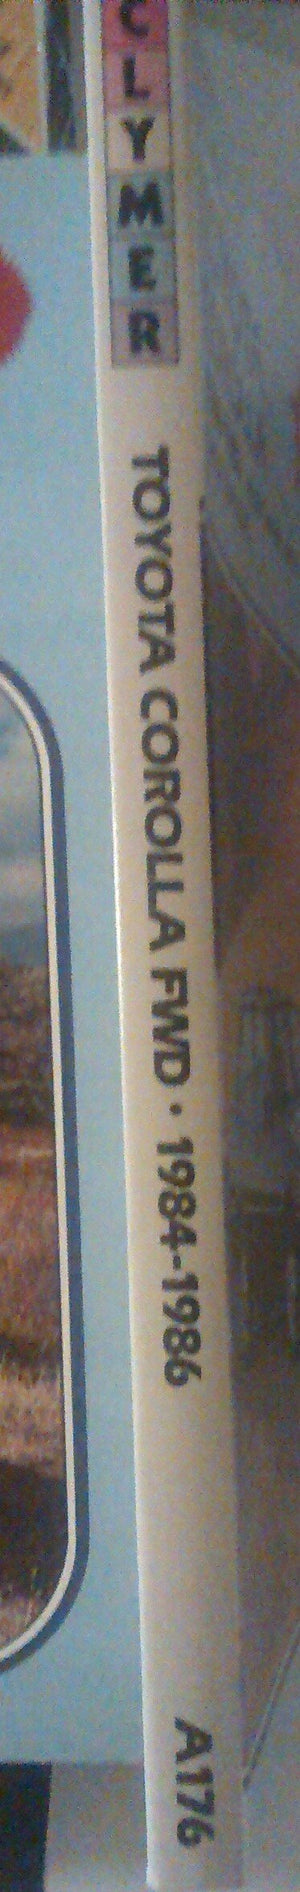 CLYMER
TOYOTA COROLLA FWD • 1984-1986
A176